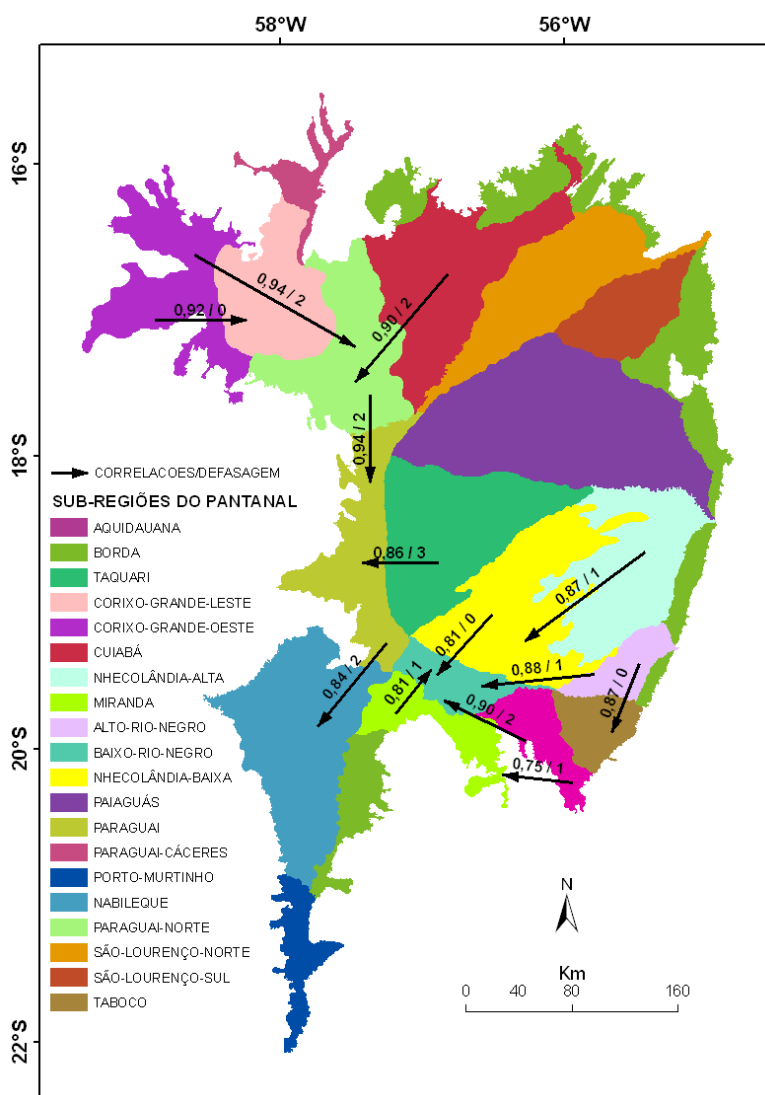 58°W 56°W
16°S
18°S
20°S
22°S
0,94 / 2
0,92 / 0
0,90 / 2
0,94 / 2
0,86 / 3
0,87 / 1
0,81 / 0
0,84 / 2
0,81 / 1
0,88 / 1
0,87 / 0
0,90 / 2
0,75 / 1
CORRELACOES/DEFASAGEM
SUB-REGIÕES DO PANTANAL
AQUIDAUANA
BORDA
TAQUARI
CORIXO-GRANDE-LESTE
CORIXO-GRANDE-OESTE
CUIABÁ
NHECOLÂNDIA-ALTA
MIRANDA
ALTO-RIO-NEGRO
BAIXO-RIO-NEGRO
NHECOLÂNDIA-BAIXA
PAIAGUÁS
PARAGUAI
PARAGUAI-CÁCERES
PORTO-MURTINHO
NABILEQUE
PARAGUAI-NORTE
SÃO-LOURENÇO-NORTE
SÃO-LOURENÇO-SUL
TABOCO
N
Km
0 40 80 160